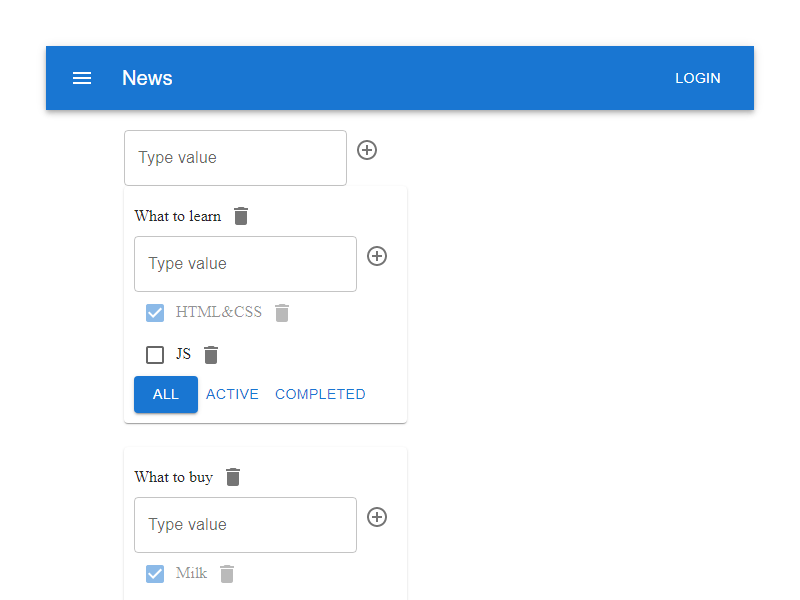 News LOGIN
Type value
What to learn
Type value
HTML&CSS
JS
ALL ACTIVE COMPLETED
What to buy
Type value
Milk